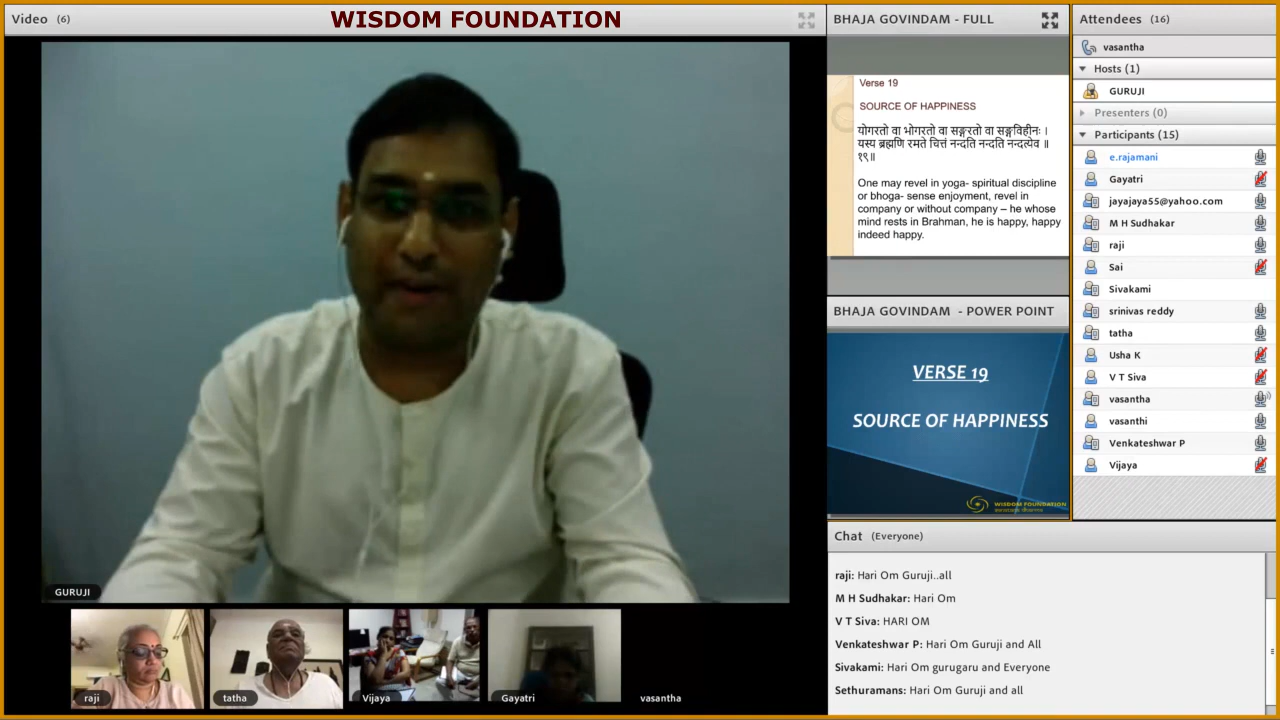 Video (6)
WISDOM FOUNDATION
GURUJI
raji
tatha
Vijaya
Gayatri
vasantha
BHAJA GOVINDAM - FULL
Verse 19
SOURCE OF HAPPINESS
योगरतो वा भोगरतो वा सङ्गरतो वा सङ्गविहीनः ।
यस्य ब्रह्मणि रमते चित्तं नन्दति नन्दति नन्दत्येव ॥
१९॥
One may revel in yoga- spiritual discipline
or bhoga- sense enjoyment, revel in
company or without company – he whose
mind rests in Brahman, he is happy, happy
indeed happy.
BHAJA GOVINDAM - POWER POINT
VERSE 19
SOURCE OF HAPPINESS
WISDOM FOUNDATION
sanatana dharma
Attendees (16)
vasantha
Hosts (1)
GURUJI
Presenters (0)
Participants (15)
e.rajamani
Gayatri
jayajaya55@yahoo.com
M H Sudhakar
raji
Sai
Sivakami
srinivas reddy
tatha
Usha K
V T Siva
vasantha
vasanthi
Venkateshwar P
Vijaya
Chat (Everyone)
raji: Hari Om Guruji..all
M H Sudhakar: Hari Om
V T Siva: HARI OM
Venkateshwar P: Hari Om Guruji and All
Sivakami: Hari Om gurugaru and Everyone
Sethuramans: Hari Om Guruji and all